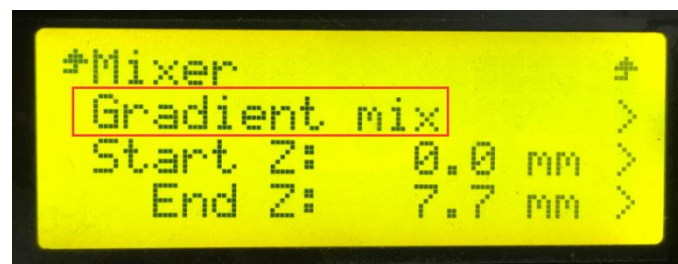 Mixer
Gradient mix >
Start Z: 0.0 mm >
End Z: 7.7 mm >